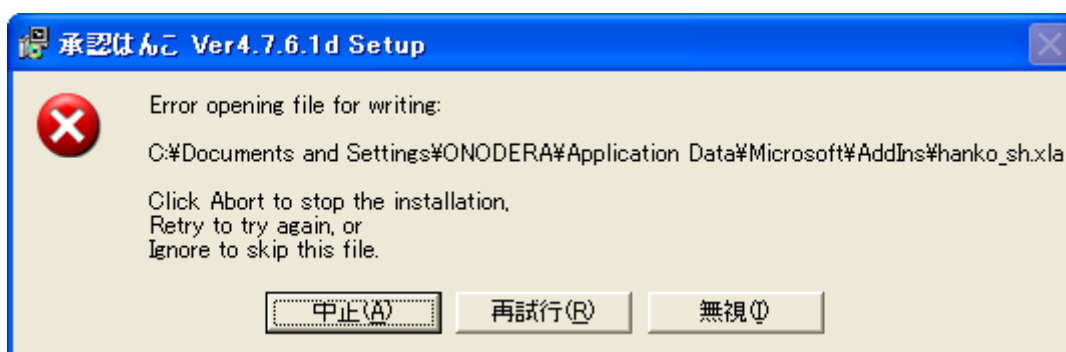 承認はんこ Ver4.7.6.1d Setup
Error opening file for writing:
C:¥Documents and Settings¥ONODERA¥Application Data¥Microsoft¥AddIns¥hanko_sh.xla
Click Abort to stop the installation,
Retry to try again, or
Ignore to skip this file.
中止(A) 再試行(R) 無視(I)